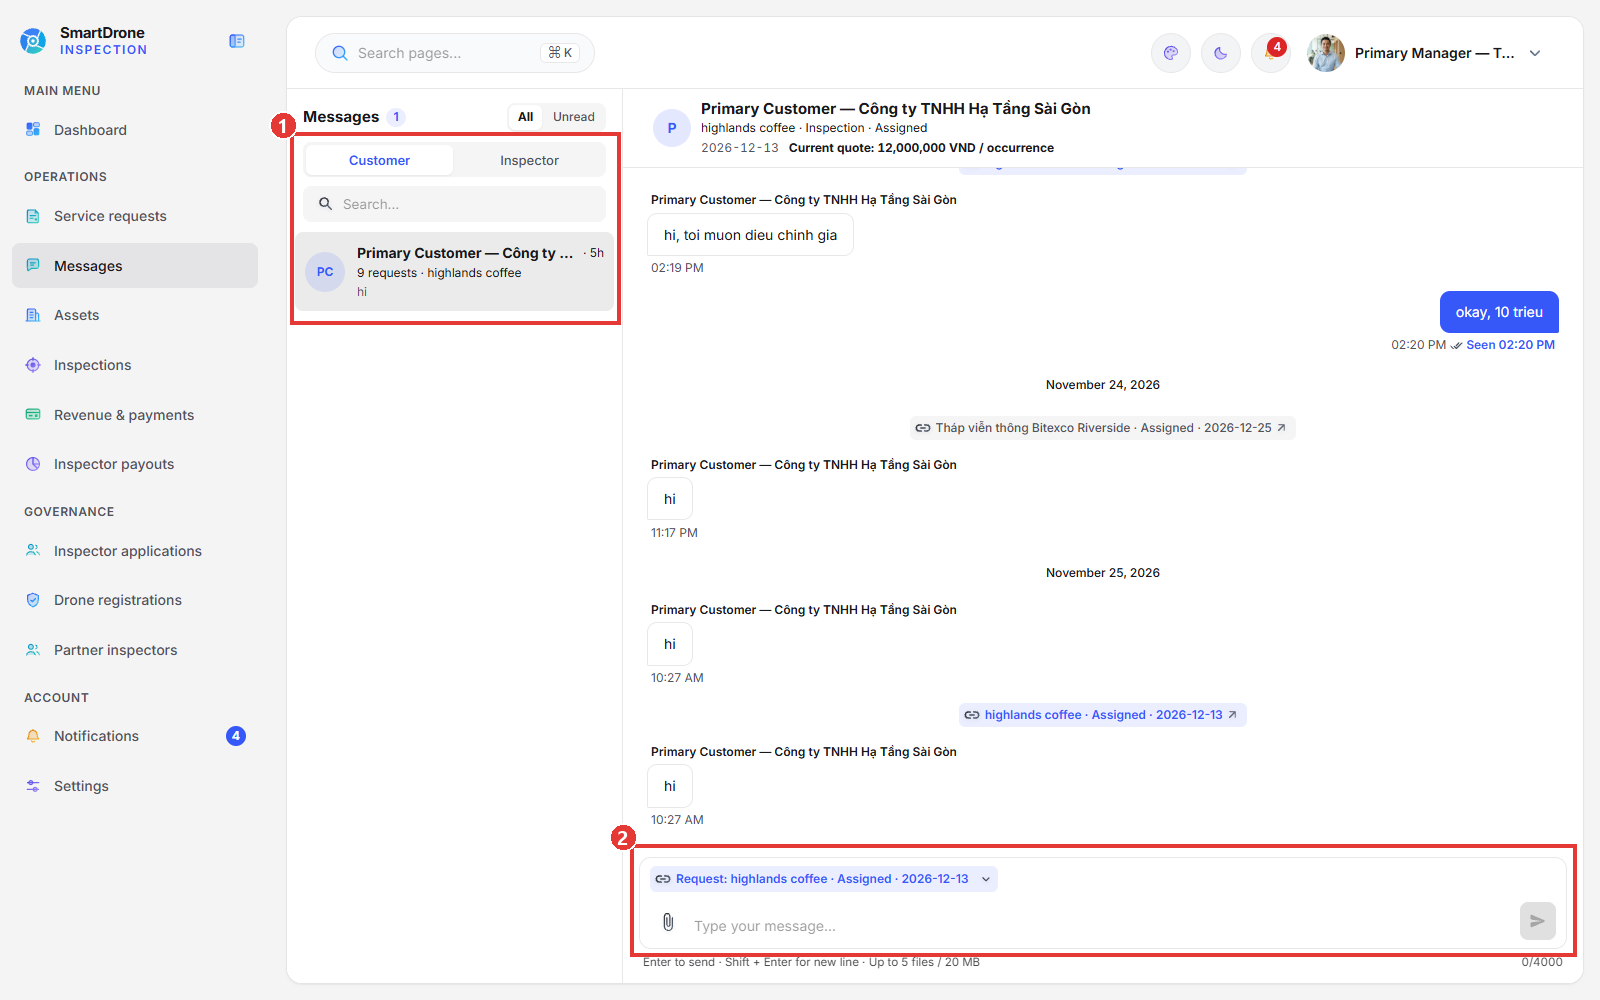 SmartDrone
INSPECTION
MAIN MENU
Dashboard
OPERATIONS
Service requests
Messages
Assets
Inspections
Revenue & payments
Inspector payouts
GOVERNANCE
Inspector applications
Drone registrations
Partner inspectors
ACCOUNT
Notifications 4
Settings
Search pages... ⌘ K
4
Primary Manager — T...
1
Messages 1
All Unread
Customer Inspector
Search...
PC
Primary Customer — Công ty ... · 5h
9 requests · highlands coffee
hi
P
Primary Customer — Công ty TNHH Hạ Tầng Sài Gòn
highlands coffee · Inspection · Assigned
2026-12-13 Current quote: 12,000,000 VND / occurrence
Primary Customer — Công ty TNHH Hạ Tầng Sài Gòn
hi, toi muon dieu chinh gia
02:19 PM
okay, 10 trieu
02:20 PM Seen 02:20 PM
November 24, 2026
Tháp viễn thông Bitexco Riverside · Assigned · 2026-12-25
Primary Customer — Công ty TNHH Hạ Tầng Sài Gòn
hi
11:17 PM
November 25, 2026
Primary Customer — Công ty TNHH Hạ Tầng Sài Gòn
hi
10:27 AM
highlands coffee · Assigned · 2026-12-13
Primary Customer — Công ty TNHH Hạ Tầng Sài Gòn
hi
10:27 AM
2
Request: highlands coffee · Assigned · 2026-12-13
Type your message...
Enter to send · Shift + Enter for new line · Up to 5 files / 20 MB
0/4000